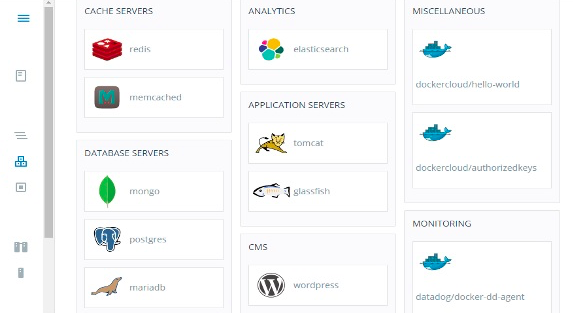 CACHE SERVERS
redis
memcached
DATABASE SERVERS
mongo
postgres
mariadb
ANALYTICS
elasticsearch
APPLICATION SERVERS
tomcat
glassfish
CMS
wordpress
MISCELLANEOUS
dockercloud/hello-world
dockercloud/authorizedkeys
MONITORING
datadog/docker-dd-agent